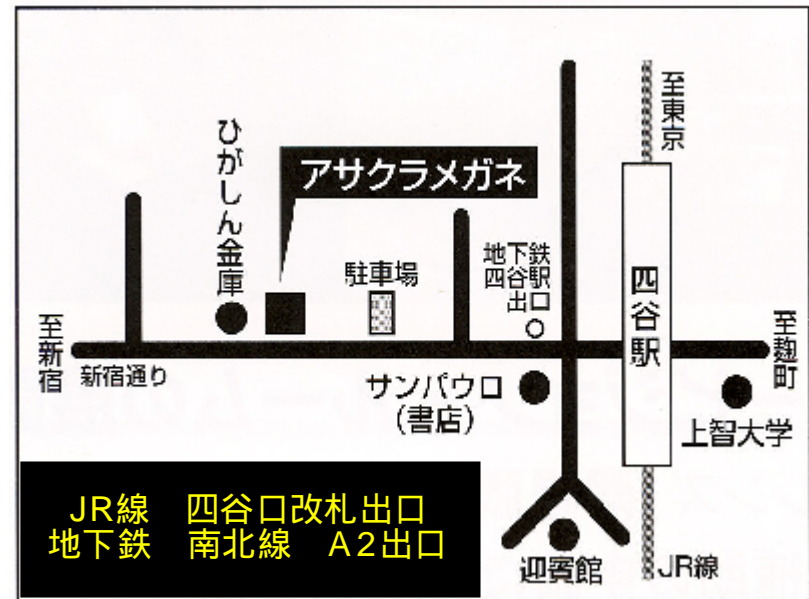 至東京
ひがしん金庫
アサクラメガネ
駐車場
地下鉄
四谷駅
出口
四谷駅
至新宿
新宿通り
至麹町
サンパウロ
(書店)
上智大学
JR線 四谷口改札出口
地下鉄 南北線 A2出口
迎賓館
JR線